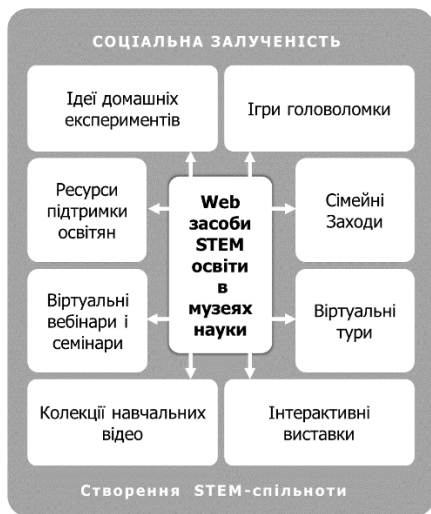 СОЦІАЛЬНА ЗАЛУЧЕНІСТЬ
Ідеї домашніх
експериментів
Ігри головоломки
Ресурси
підтримки
освітян
Web
засоби
STEM
освіти
в
музеях
науки
Сімейні
Заходи
Віртуальні
вебінари і
семінари
Віртуальні
тури
Колекції навчальних
відео
Інтерактивні
виставки
Створення STEM-спільноти